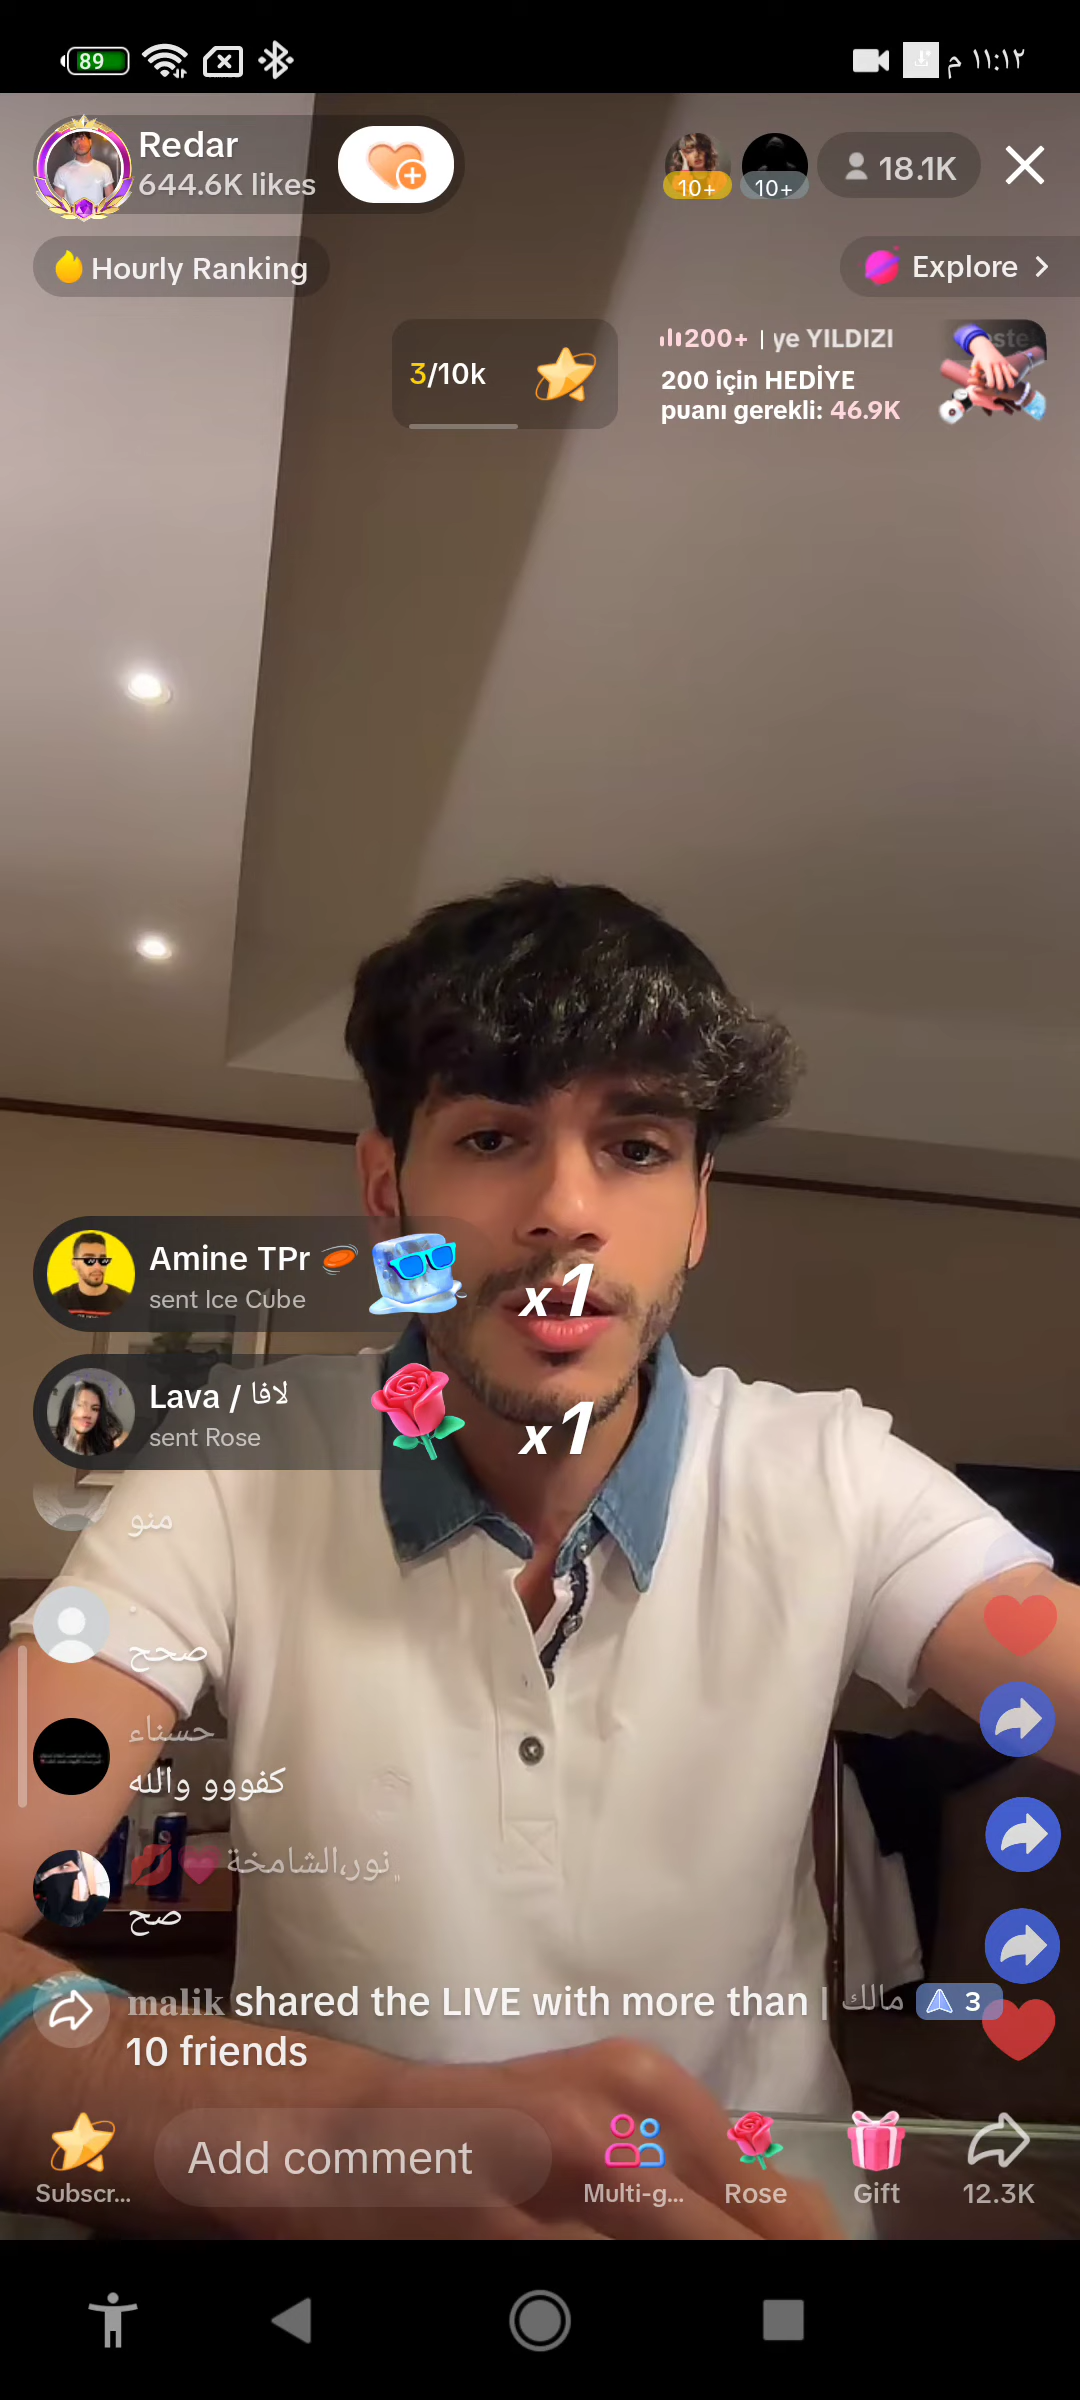 89
١١:١٢ م
Redar
644.6K likes
10+
10+
18.1K
Hourly Ranking
Explore
3/10k
200+ | ye YILDIZI
200 için HEDİYE
puanı gerekli: 46.9K
Amine TPr
sent Ice Cube
x1
Lava / لافا
sent Rose
x1
منو
.
صحح
حسناء
كفووو والله
نور،الشامخة
صح
malik shared the LIVE with more than | مالك 3
10 friends
Subscr...
Add comment
Multi-g...
Rose
Gift
12.3K